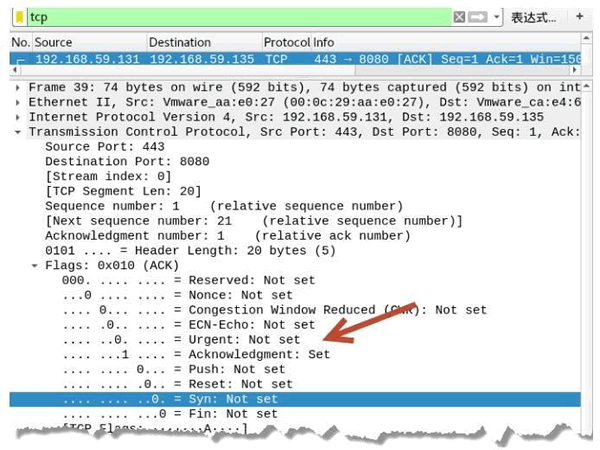 tcp 表达式... +
No. Source Destination Protocol Info
192.168.59.131 192.168.59.135 TCP 443 → 8080 [ACK] Seq=1 Ack=1 Win=150
Frame 39: 74 bytes on wire (592 bits), 74 bytes captured (592 bits) on int
Ethernet II, Src: Vmware_aa:e0:27 (00:0c:29:aa:e0:27), Dst: Vmware_ca:e4:6
Internet Protocol Version 4, Src: 192.168.59.131, Dst: 192.168.59.135
Transmission Control Protocol, Src Port: 443, Dst Port: 8080, Seq: 1, Ack:
Source Port: 443
Destination Port: 8080
[Stream index: 0]
[TCP Segment Len: 20]
Sequence number: 1 (relative sequence number)
[Next sequence number: 21 (relative sequence number)]
Acknowledgment number: 1 (relative ack number)
0101 .... = Header Length: 20 bytes (5)
Flags: 0x010 (ACK)
000. .... .... = Reserved: Not set
...0 .... .... = Nonce: Not set
.... 0... .... = Congestion Window Reduced (CWR): Not set
.... .0.. .... = ECN-Echo: Not set
.... ..0. .... = Urgent: Not set
.... ...1 .... = Acknowledgment: Set
.... .... 0... = Push: Not set
.... .... .0.. = Reset: Not set
.... .... ..0. = Syn: Not set
.... .... ...0 = Fin: Not set
[TCP Flags: ·······A····]